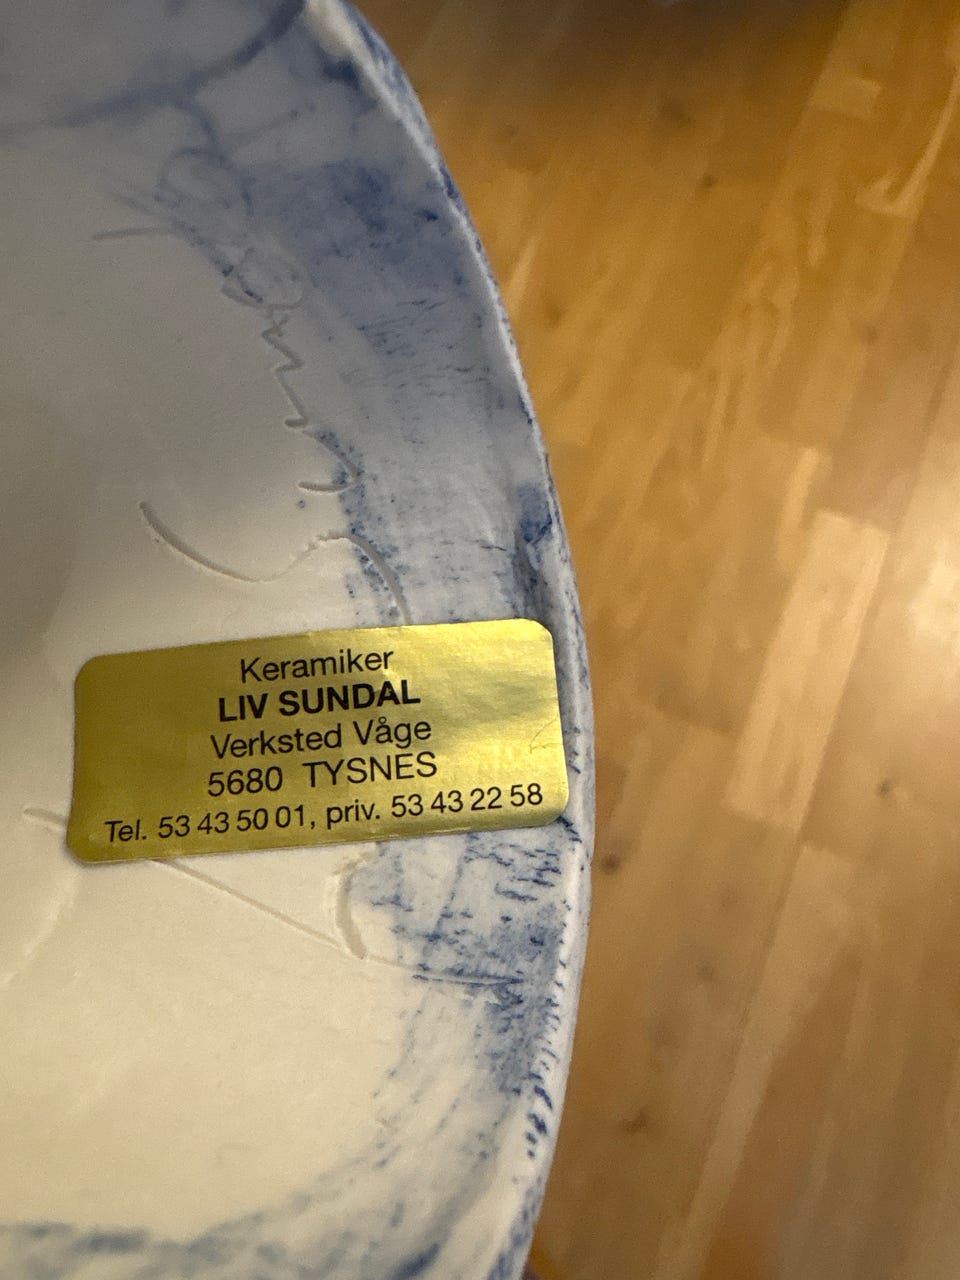 Keramiker
LIV SUNDAL
Verksted Våge
5680 TYSNES
Tel. 53 43 50 01, priv. 53 43 22 58